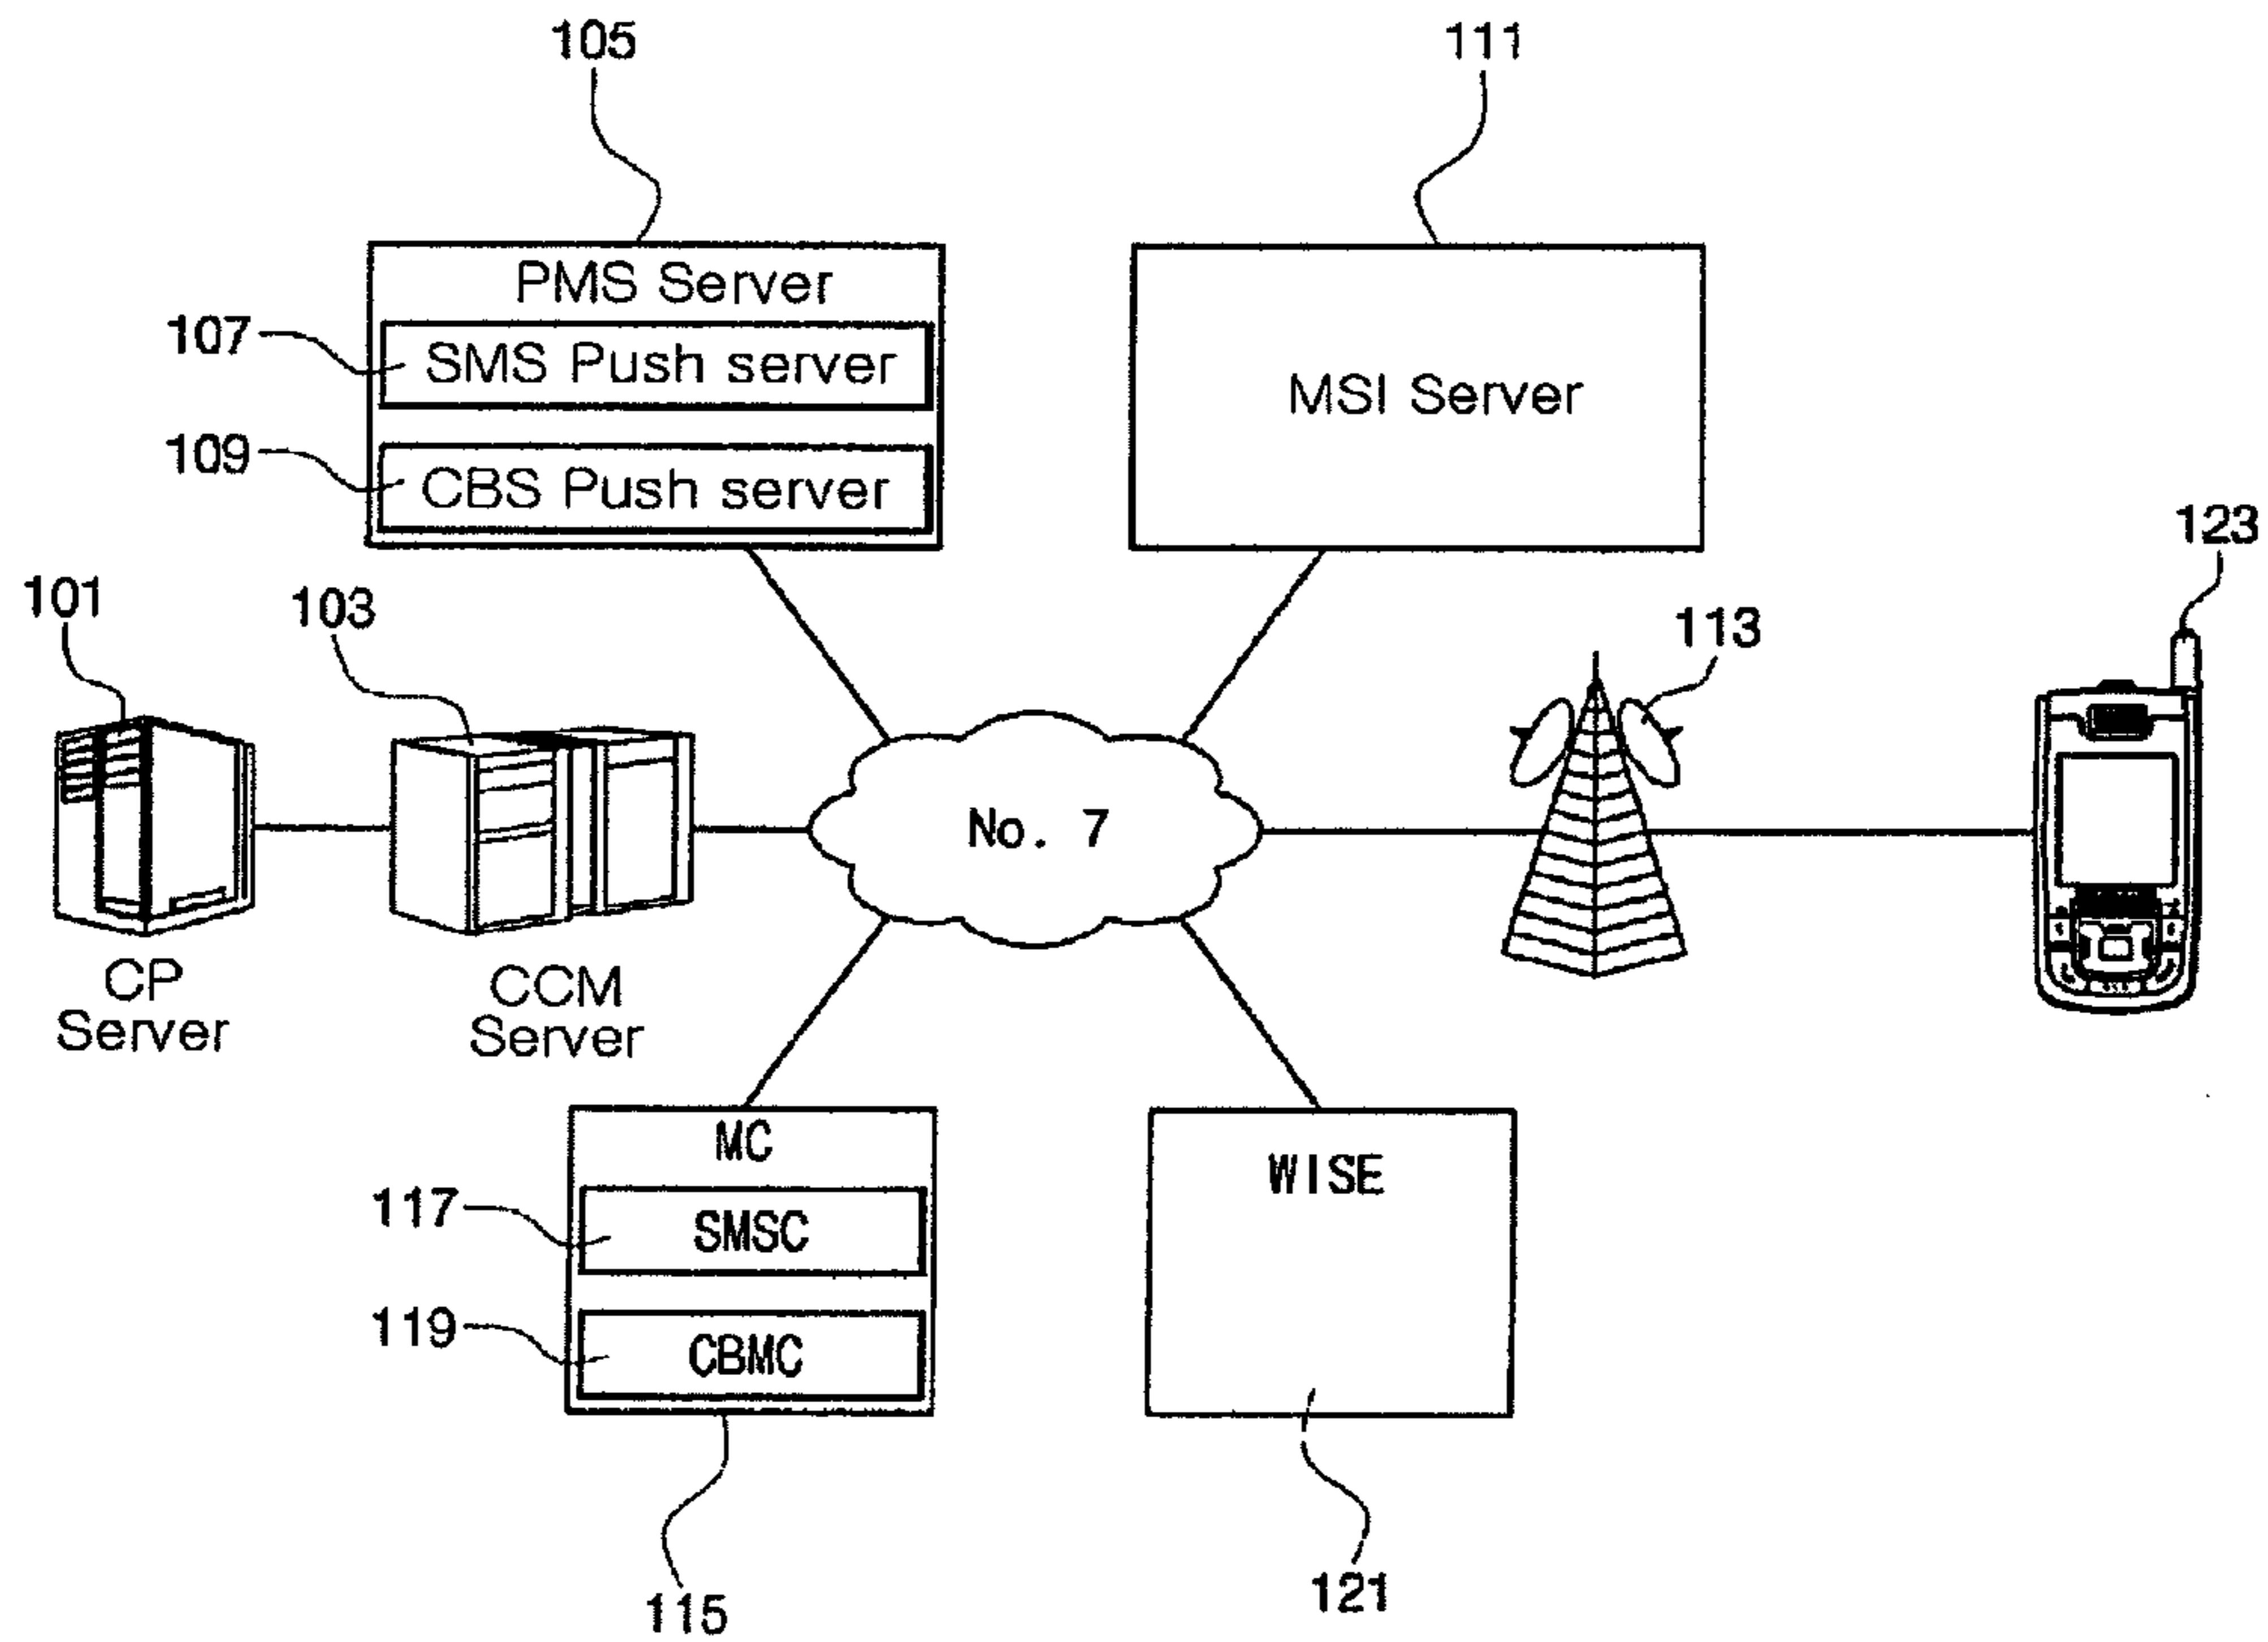 105
111
PMS Server
107
SMS Push server
MSI Server
109
CBS Push server
123
101
103
113
No. 7
CP
Server
CCM
Server
MC
WISE
117
SMSC
119
CBMC
121
115